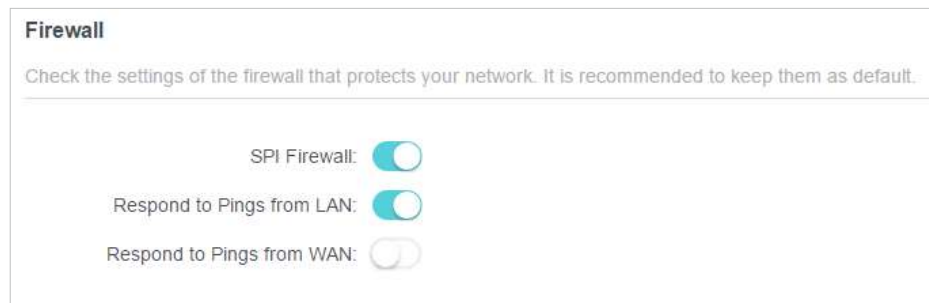 Firewall
Check the settings of the firewall that protects your network. It is recommended to keep them as default.
SPI Firewall:
Respond to Pings from LAN:
Respond to Pings from WAN: